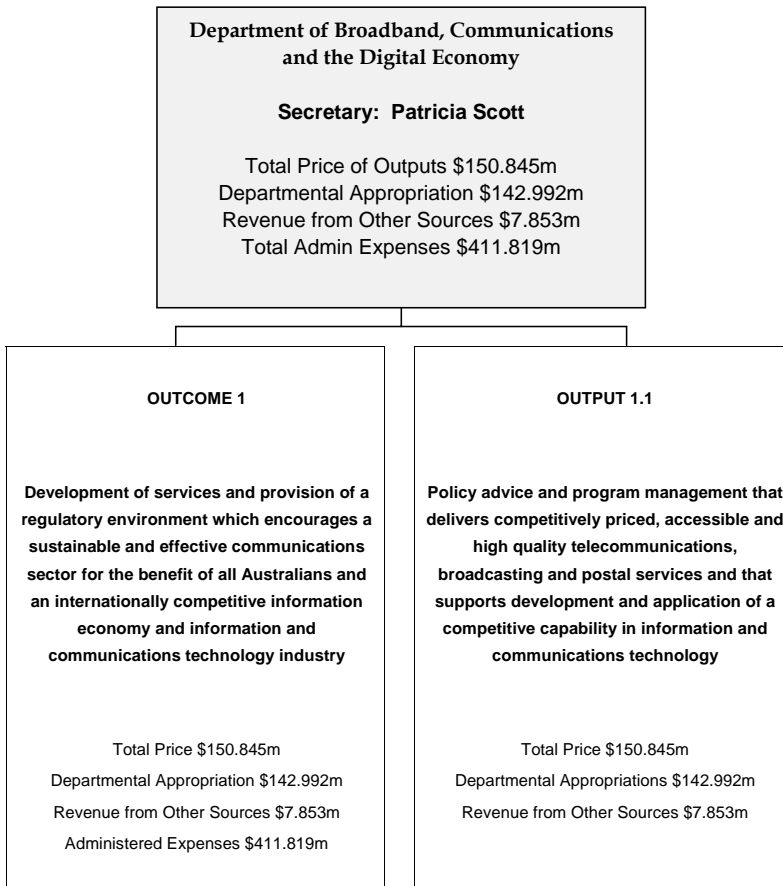 Department of Broadband, Communications
and the Digital Economy
Secretary: Patricia Scott
Total Price of Outputs $150.845m
Departmental Appropriation $142.992m
Revenue from Other Sources $7.853m
Total Admin Expenses $411.819m
OUTCOME 1
Development of services and provision of a
regulatory environment which encourages a
sustainable and effective communications
sector for the benefit of all Australians and
an internationally competitive information
economy and information and
communications technology industry
Total Price $150.845m
Departmental Appropriation $142.992m
Revenue from Other Sources $7.853m
Administered Expenses $411.819m
OUTPUT 1.1
Policy advice and program management that
delivers competitively priced, accessible and
high quality telecommunications,
broadcasting and postal services and that
supports development and application of a
competitive capability in information and
communications technology
Total Price $150.845m
Departmental Appropriations $142.992m
Revenue from Other Sources $7.853m